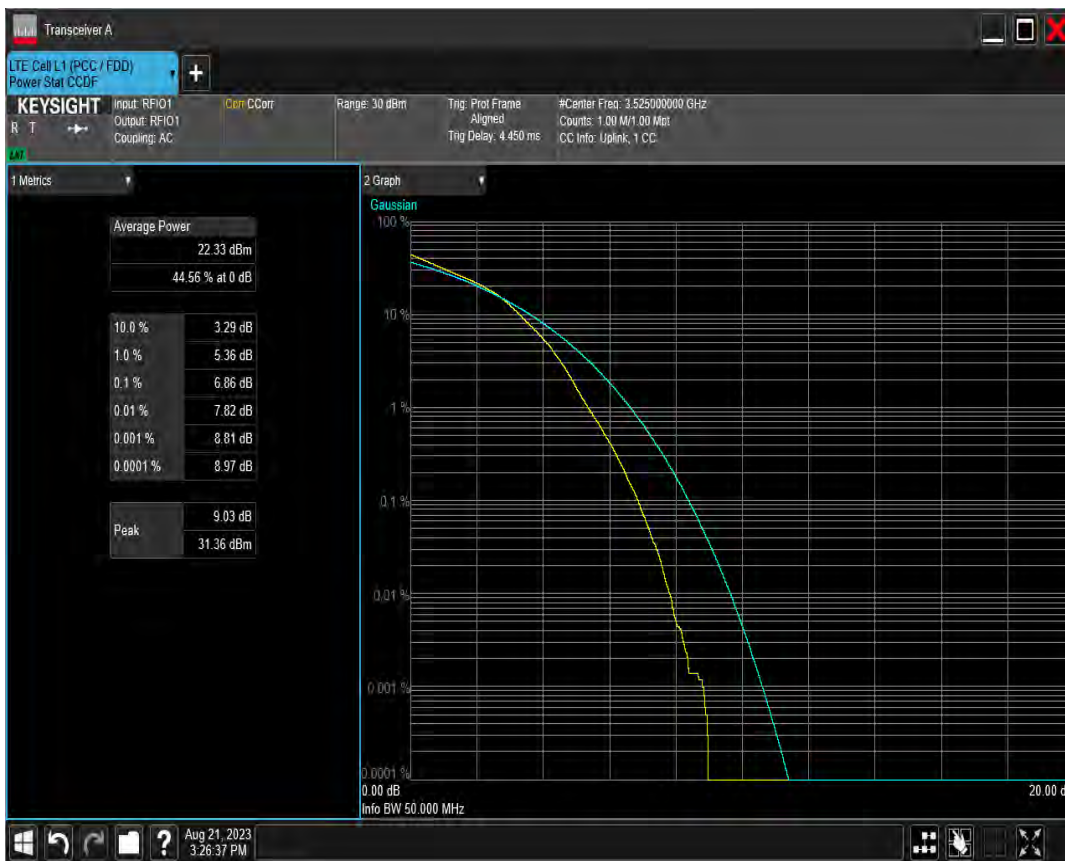 Transceiver A
LTE Cell L1 (PCC / FDD)
Power Stat CCDF
+
KEYSIGHT
R T
LXI
Input: RFIO1
Output: RFIO1
Coupling: AC
Corr CCorr
Range: 30 dBm
Trig: Prot Frame
Aligned
Trig Delay: 4.450 ms
#Center Freq: 3.525000000 GHz
Counts: 1.00 M/1.00 Mpt
CC Info: Uplink, 1 CC
1 Metrics
Average Power
22.33 dBm
44.56 % at 0 dB
10.0 % 3.29 dB
1.0 % 5.36 dB
0.1 % 6.86 dB
0.01 % 7.82 dB
0.001 % 8.81 dB
0.0001 % 8.97 dB
Peak
9.03 dB
31.36 dBm
2 Graph
Gaussian
100 %
10 %
1 %
0.1 %
0.01 %
0.001 %
0.0001 %
0.00 dB
20.00 d
Info BW 50.000 MHz
?
Aug 21, 2023
3:26:37 PM